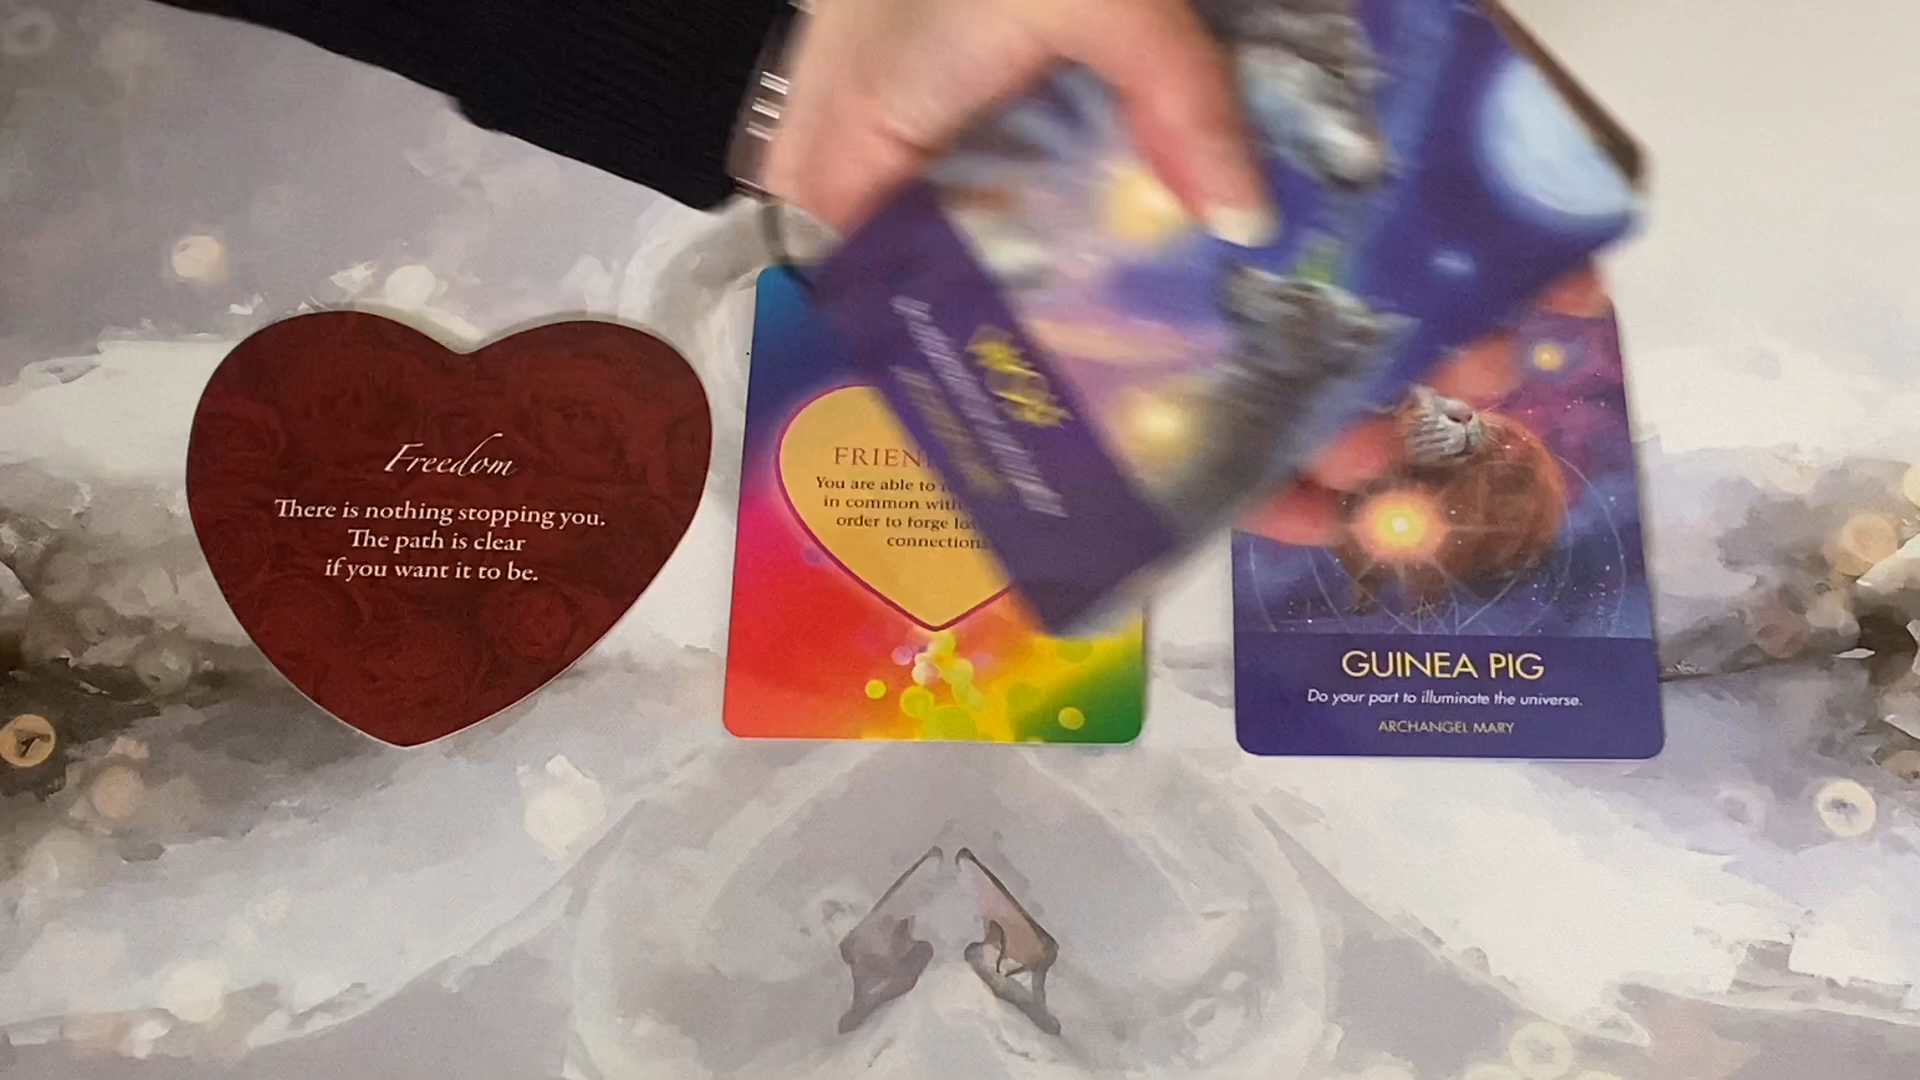 Freedom
There is nothing stopping you.
The path is clear
if you want it to be.
You are able to
in common with
order to forge
connection
GUINEA PIG
Do your part to illuminate the universe.
ARCHANGEL MARY